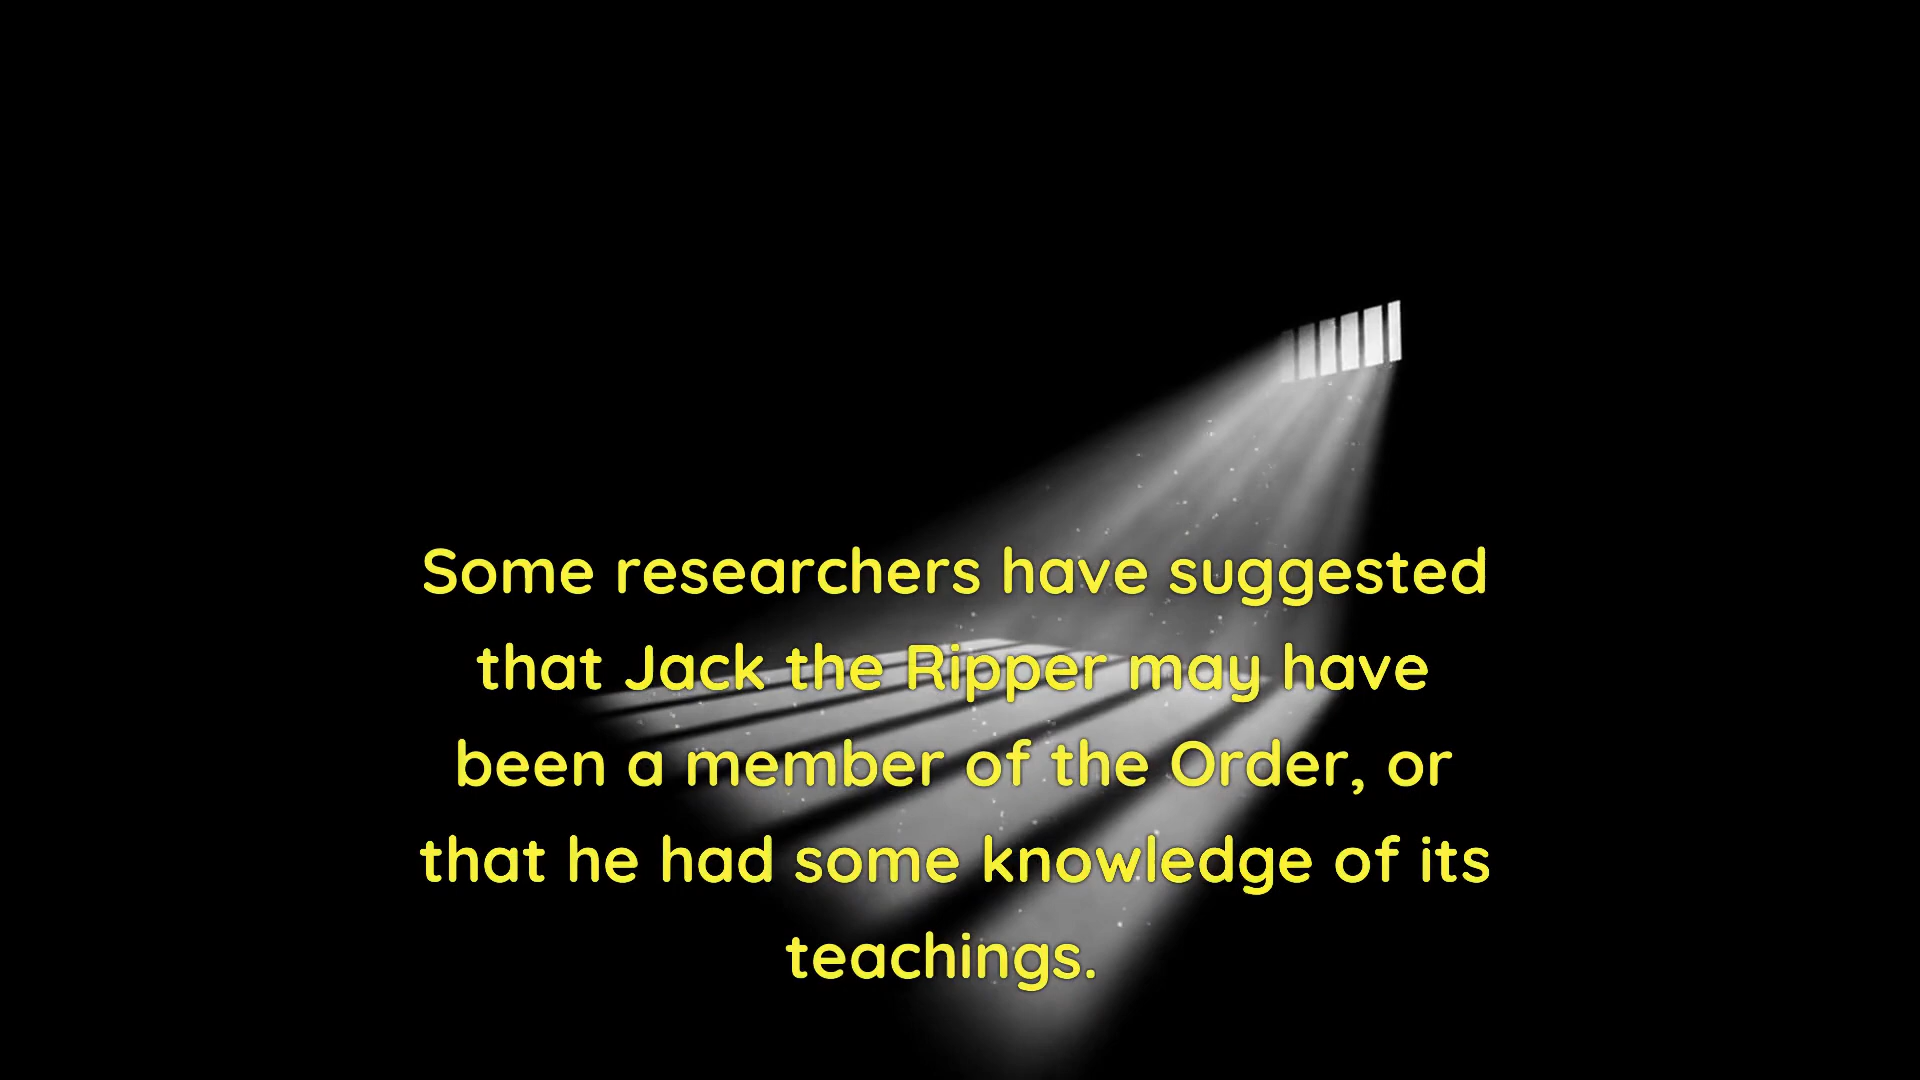 Some researchers have suggested
that Jack the Ripper may have
been a member of the Order, or
that he had some knowledge of its
teachings.